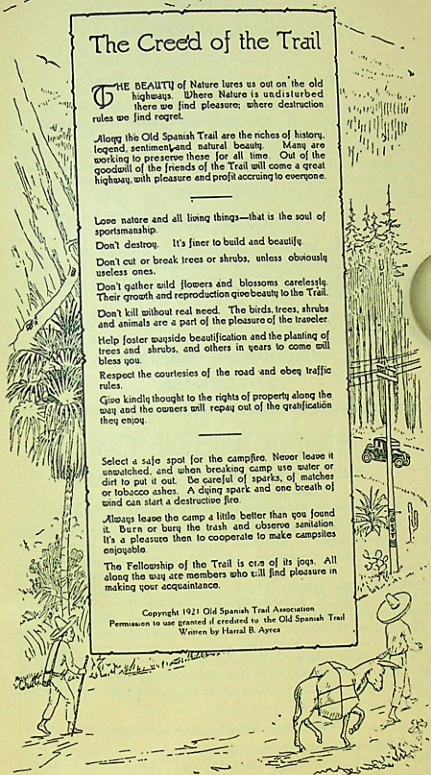 The Creed of the Trail
THE BEAUTY of Nature lures us out on the old
highways. Where Nature is undisturbed
there we find pleasure; where destruction
rules we find regret.
Along the Old Spanish Trail are the riches of history,
legend, sentiment and natural beauty. Many are
working to preserve these for all time. Out of the
goodwill of the friends of the Trail will come a great
highway, with pleasure and profit accruing to everyone.
Love nature and all living things—that is the soul of
sportsmanship.
Don't destroy. It's finer to build and beautify.
Don't cut or break trees or shrubs, unless obviously
useless ones.
Don't gather wild flowers and blossoms carelessly.
Their growth and reproduction give beauty to the Trail.
Don't kill without real need. The birds, trees, shrubs
and animals are a part of the pleasure of the traveler.
Help foster wayside beautification and the planting of
trees and shrubs, and others in years to come will
bless you.
Respect the courtesies of the road and obey traffic
rules.
Give kindly thought to the rights of property along the
way and the owners will repay out of the gratification
they enjoy.
Select a safe spot for the campfire. Never leave it
unwatched, and when breaking camp use water or
dirt to put it out. Be careful of sparks, of matches
or tobacco ashes. A dying spark and one breath of
wind can start a destructive fire.
Always leave the camp a little better than you found
it. Burn or bury the trash and observe sanitation.
It's a pleasure then to cooperate to make campsites
enjoyable.
The Fellowship of the Trail is one of its joys. All
along the way are members who will find pleasure in
making your acquaintance.
Copyright 1921 Old Spanish Trail Association
Permission to use granted if credited to the Old Spanish Trail
Written by Harral B. Ayres